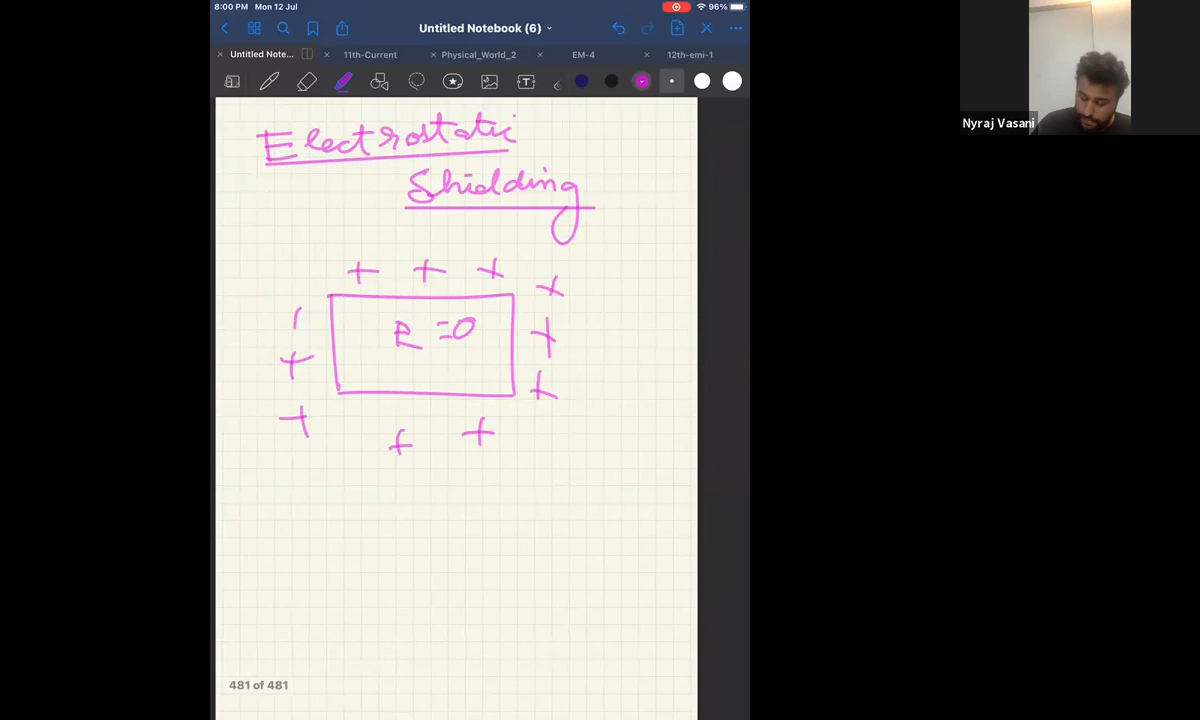 8:00 PM Mon 12 Jul
96%
Untitled Notebook (6)
Untitled Note...
11th-Current
Physical_World_2
EM-4
12th-emi-1
Nyraj Vasani
Electrostatic
Shielding
+ + + +
E = 0 +
+
+
+
+ +
481 of 481